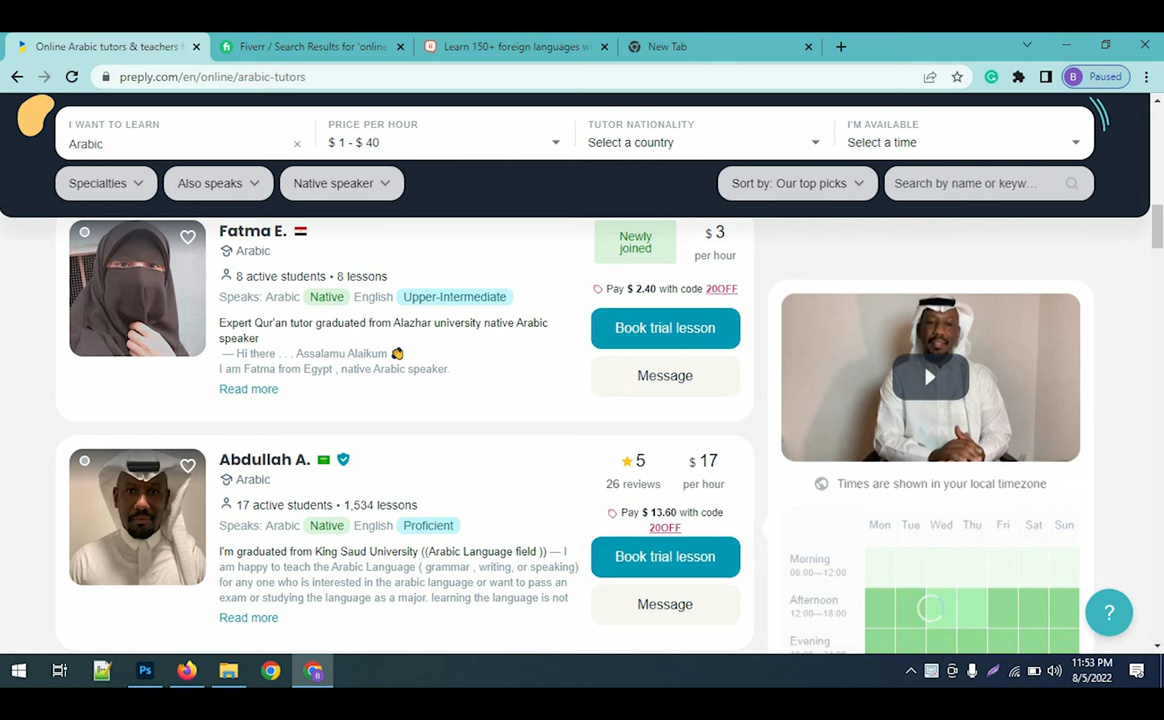 Online Arabic tutors & teachers f
Fiverr / Search Results for 'online
Learn 150+ foreign languages wi
New Tab
preply.com/en/online/arabic-tutors
B Paused
I WANT TO LEARN
Arabic
PRICE PER HOUR
$ 1 - $ 40
TUTOR NATIONALITY
Select a country
I'M AVAILABLE
Select a time
Specialties
Also speaks
Native speaker
Sort by: Our top picks
Search by name or keyw...
Fatma E.
Arabic
8 active students • 8 lessons
Speaks: Arabic Native English Upper-Intermediate
Expert Qur'an tutor graduated from Alazhar university native Arabic
speaker
— Hi there . . . Assalamu Alaikum
I am Fatma from Egypt , native Arabic speaker.
Read more
Newly
joined
$ 3
per hour
Pay $ 2.40 with code 20OFF
Book trial lesson
Message
Abdullah A.
Arabic
17 active students • 1,534 lessons
Speaks: Arabic Native English Proficient
I'm graduated from King Saud University ((Arabic Language field )) — I
am happy to teach the Arabic Language ( grammar , writing, or speaking)
for any one who is interested in the arabic language or want to pass an
exam or studying the language as a major. learning the language is not
Read more
5
26 reviews
$ 17
per hour
Pay $ 13.60 with code
20OFF
Book trial lesson
Message
Times are shown in your local timezone
Mon Tue Wed Thu Fri Sat Sun
Morning
06:00—12:00
Afternoon
12:00—18:00
Evening
?
Ps
B
11:53 PM
8/5/2022